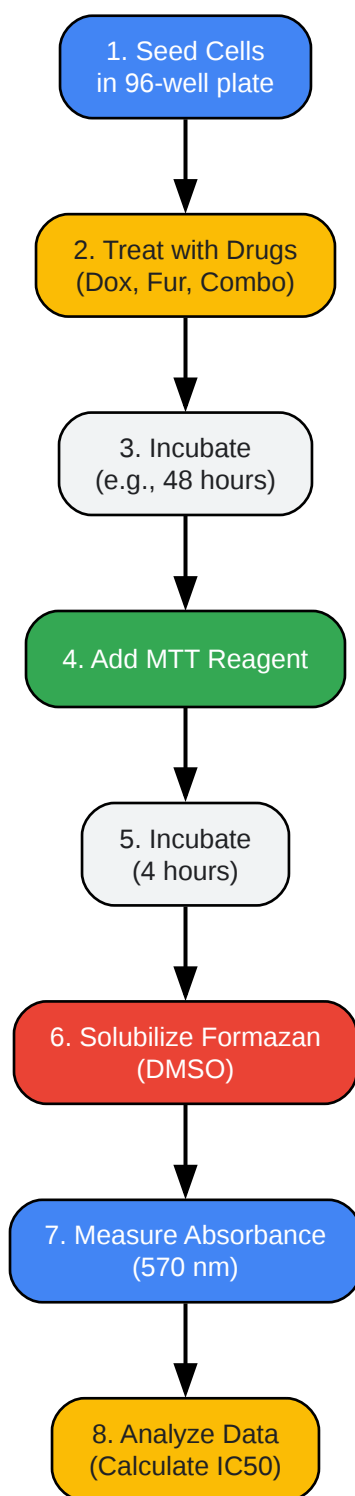 1. Seed Cells
in 96-well plate
2. Treat with Drugs
(Dox, Fur, Combo)
3. Incubate
(e.g., 48 hours)
4. Add MTT Reagent
5. Incubate
(4 hours)
6. Solubilize Formazan
(DMSO)
7. Measure Absorbance
(570 nm)
8. Analyze Data
(Calculate IC50)